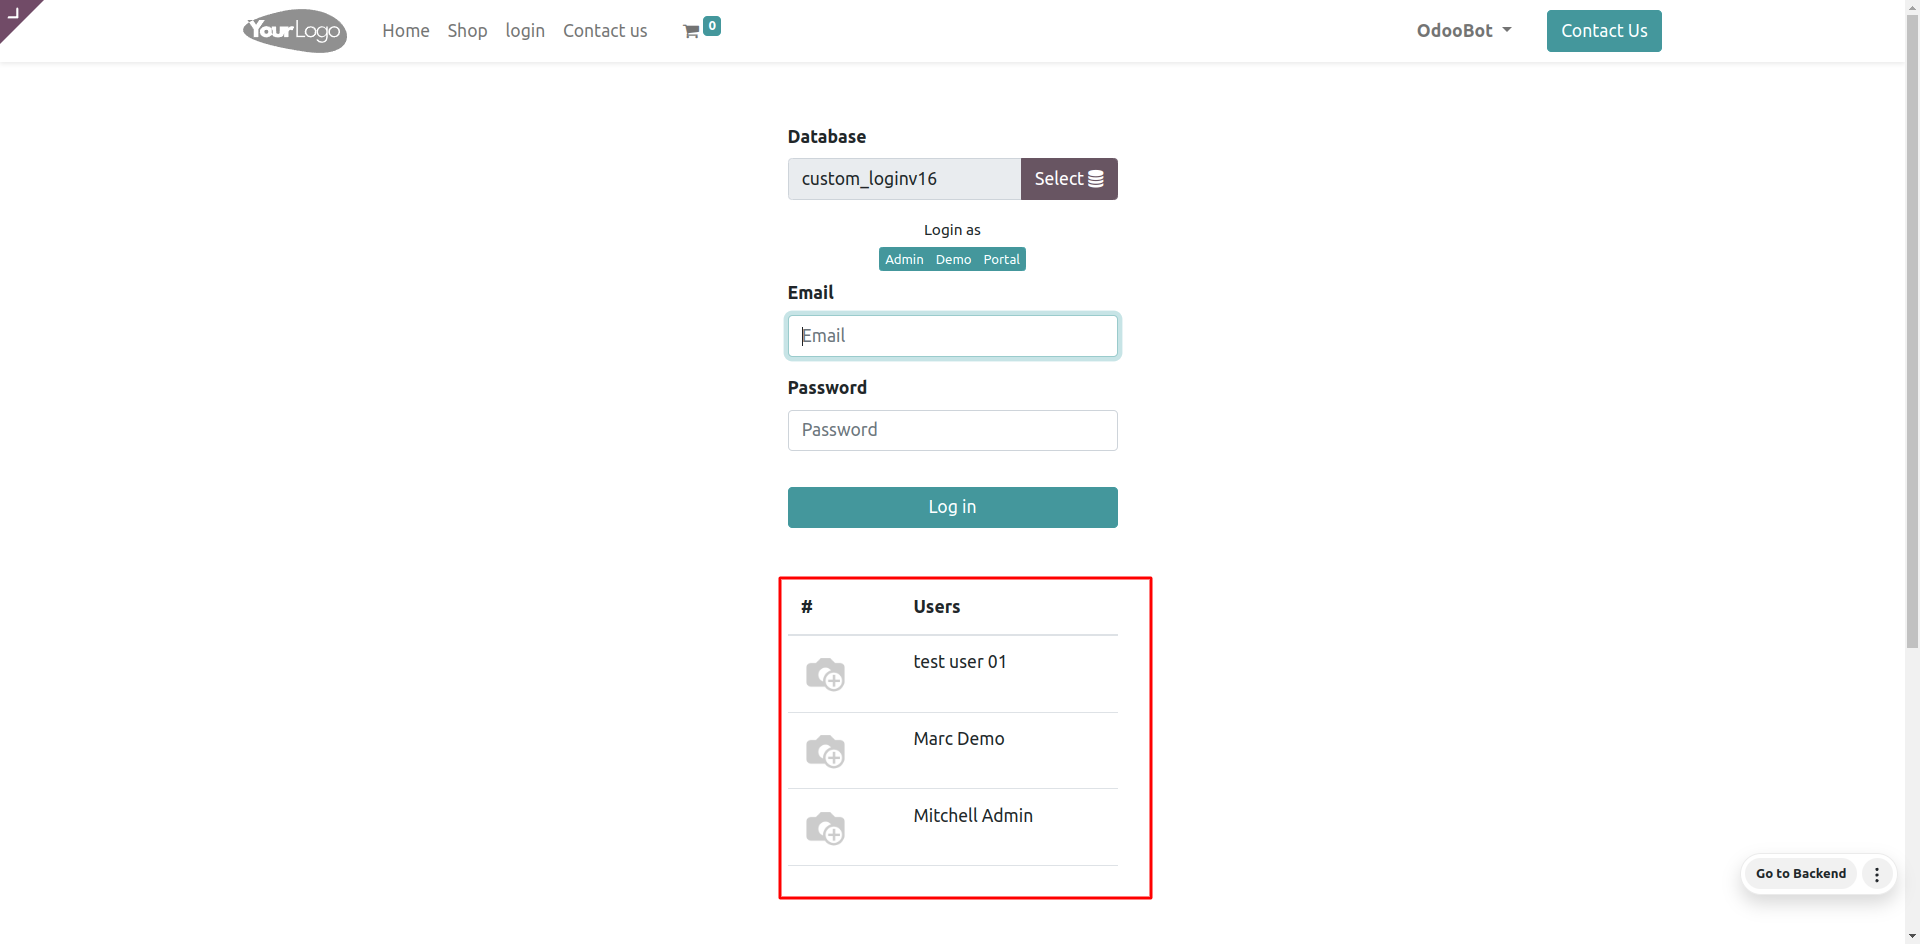 YourLogo Home Shop login Contact us 0 OdooBot Contact Us
Database
custom_loginv16 Select
Login as
Admin Demo Portal
Email
Email
Password
Password
Log in
# Users
test user 01
Marc Demo
Mitchell Admin
Go to Backend